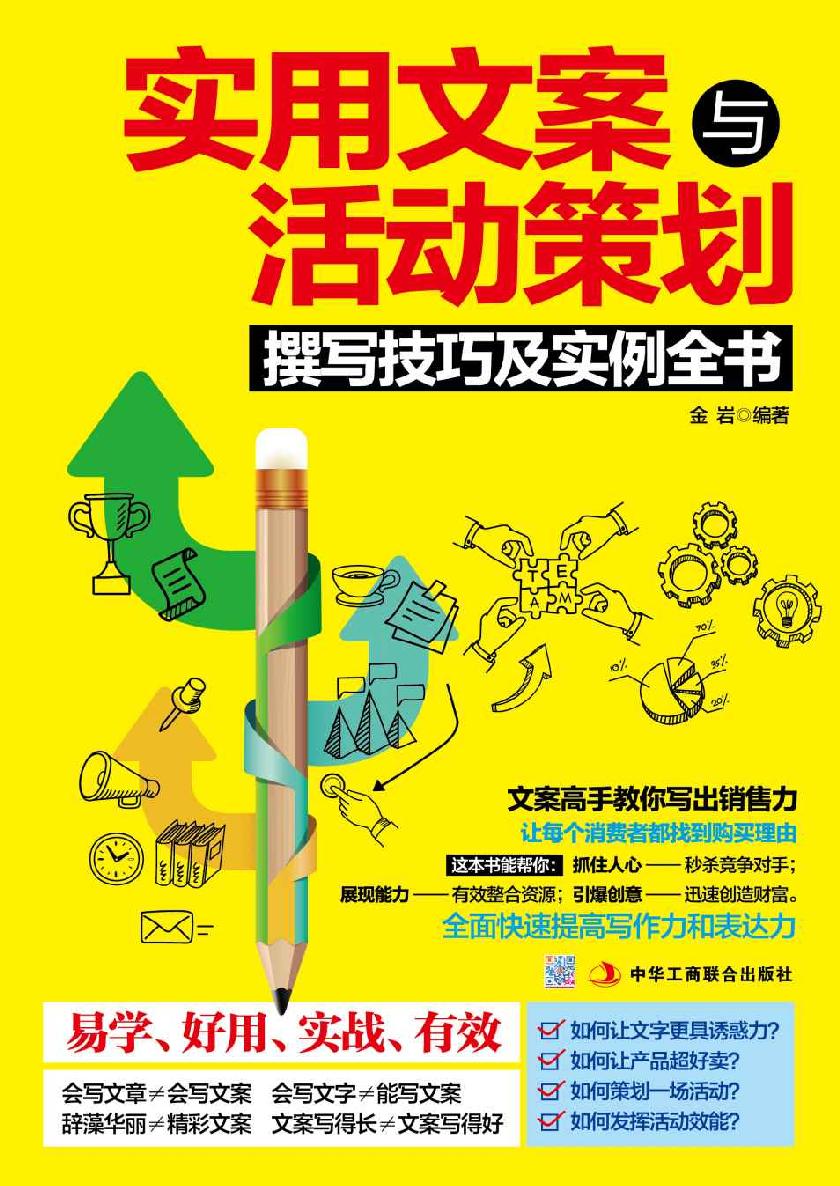 实用文案与
活动策划
撰写技巧及实例全书
金 岩◎编著
TE
AM
70%
10%
35%
20%
文案高手教你写出销售力
让每个消费者都找到购买理由
这本书能帮你：抓住人心——秒杀竞争对手；
展现能力——有效整合资源；引爆创意——迅速创造财富。
全面快速提高写作力和表达力
中华工商联合出版社
易学、好用、实战、有效
会写文章≠会写文案 会写文字≠能写文案
辞藻华丽≠精彩文案 文案写得长≠文案写得好
如何让文字更具诱惑力？
如何让产品超好卖？
如何策划一场活动？
如何发挥活动效能？